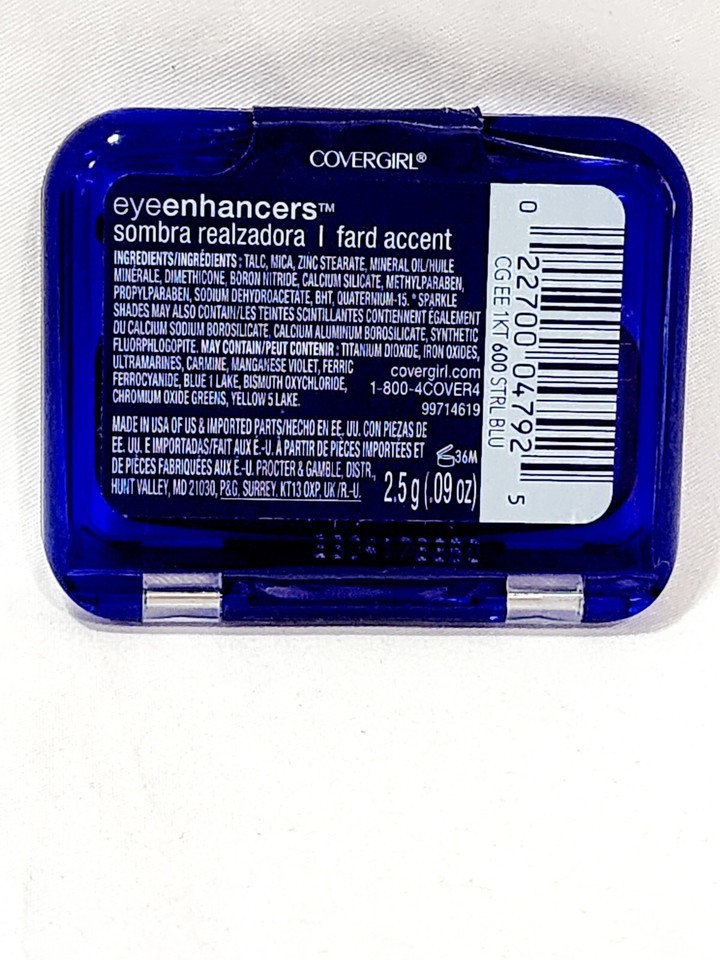 COVERGIRL®
eyeenhancers™
sombra realzadora | fard accent
INGREDIENTS/INGRÉDIENTS : TALC, MICA, ZINC STEARATE, MINERAL OIL/HUILE
MINÉRALE, DIMETHICONE, BORON NITRIDE, CALCIUM SILICATE, METHYLPARABEN,
PROPYLPARABEN, SODIUM DEHYDROACETATE, BHT, QUATERNIUM-15. * SPARKLE
SHADES MAY ALSO CONTAIN/LES TEINTES SCINTILLANTES CONTIENNENT ÉGALEMENT
DU CALCIUM SODIUM BOROSILICATE, CALCIUM ALUMINUM BOROSILICATE, SYNTHETIC
FLUORPHLOGOPITE. MAY CONTAIN/PEUT CONTENIR : TITANIUM DIOXIDE, IRON OXIDES,
ULTRAMARINES, CARMINE, MANGANESE VIOLET, FERRIC
FERROCYANIDE, BLUE 1 LAKE, BISMUTH OXYCHLORIDE,
CHROMIUM OXIDE GREENS, YELLOW 5 LAKE.
covergirl.com
1-800-4COVER4
99714619
MADE IN USA OF US & IMPORTED PARTS/HECHO EN EE. UU. CON PIEZAS DE
EE. UU. E IMPORTADAS/FAIT AUX É.-U. À PARTIR DE PIÈCES IMPORTÉES ET
DE PIÈCES FABRIQUÉES AUX É.-U. PROCTER & GAMBLE, DISTR.,
HUNT VALLEY, MD 21030, P&G, SURREY, KT13 0XP, UK /R.-U.
36M
2.5 g (.09 oz)
0 22700 04792 5
CG EE 1KT 600 STRL BLU